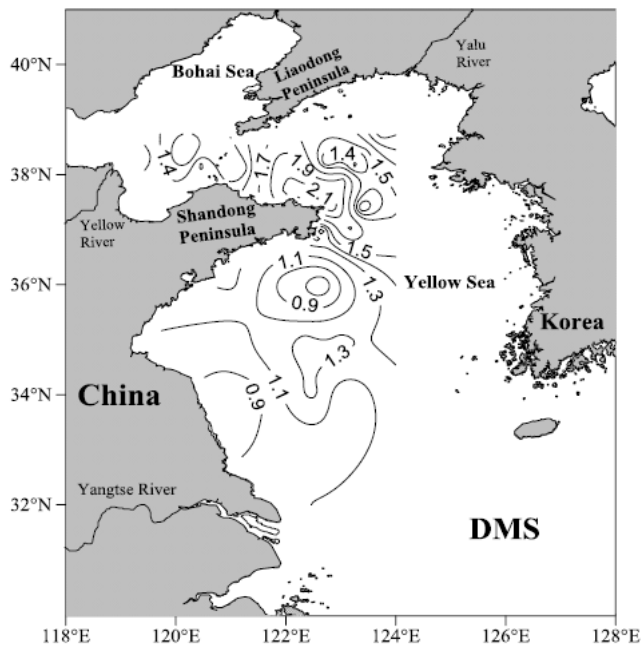 40°N
38°N
36°N
34°N
32°N
Bohai Sea
Liaodong
Peninsula
Yalu
River
1.4
1.7
1.9
2.1
1.4
1.5
Yellow
River
Shandong
Peninsula
1.5
1.1
1.3
0.9
Yellow Sea
Korea
1.3
China
0.9
1.1
Yangtse River
DMS
118°E
120°E
122°E
124°E
126°E
128°E